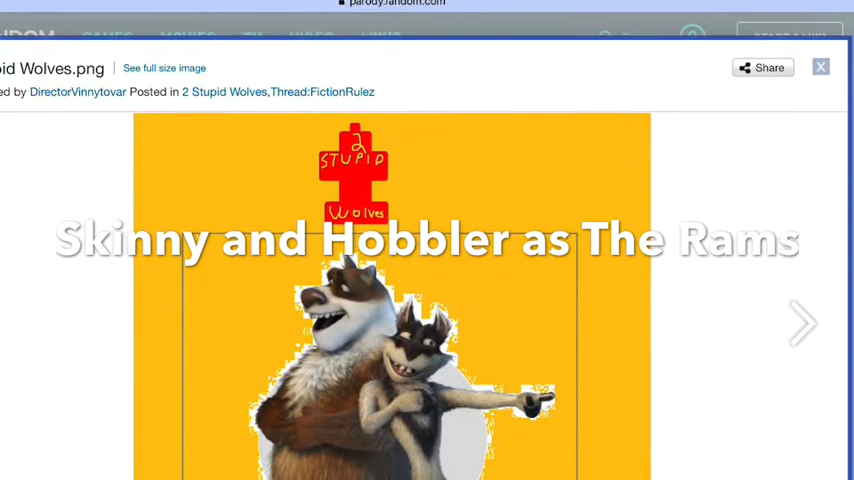 parody.fandom.com
pid Wolves.png
See full size image
Share
X
ed by DirectorVinnytovar Posted in 2 Stupid Wolves,Thread:FictionRulez
2
STUPID
Wolves
Skinny and Hobbler as The Rams